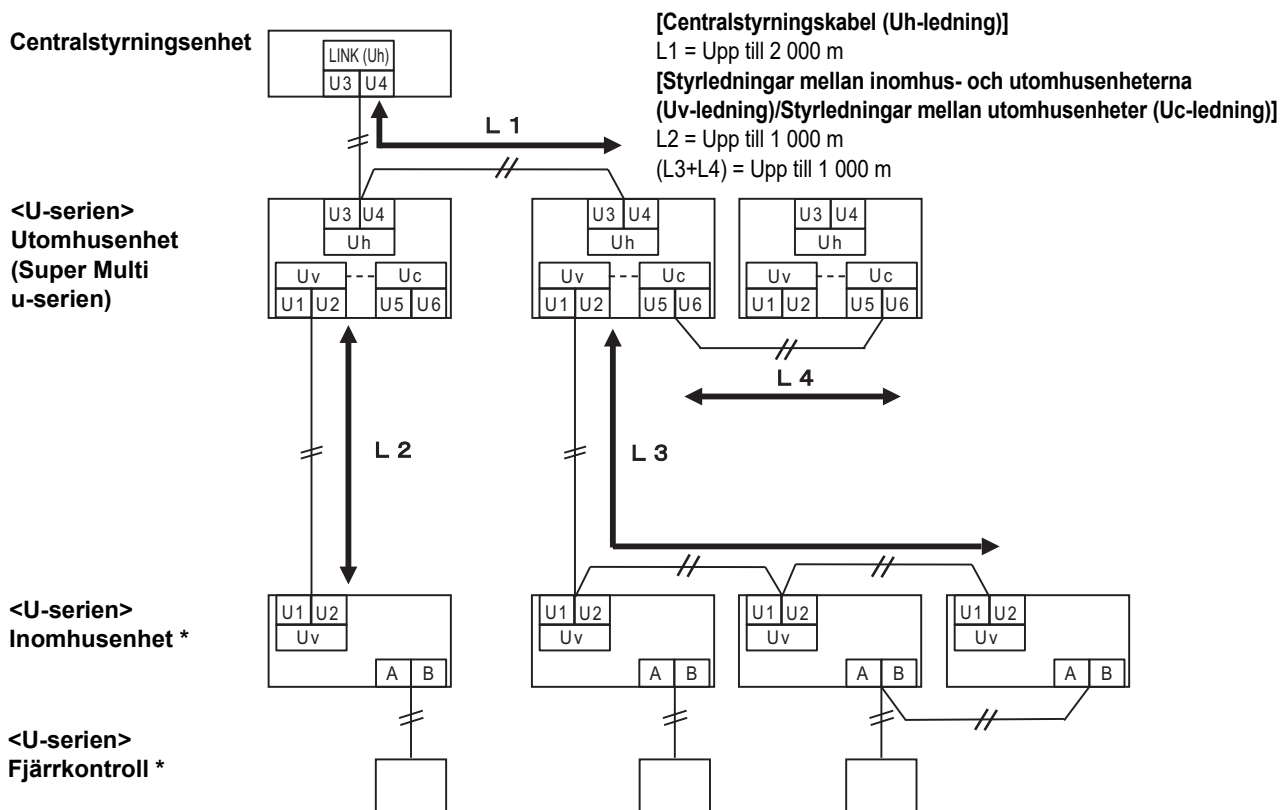 Centralstyrningsenhet
LINK (Uh)
U3 U4
[Centralstyrningskabel (Uh-ledning)]
L1 = Upp till 2 000 m
[Styrledningar mellan inomhus- och utomhusenheterna
(Uv-ledning)/Styrledningar mellan utomhusenheter (Uc-ledning)]
L2 = Upp till 1 000 m
(L3+L4) = Upp till 1 000 m
L 1
<U-serien>
Utomhusenhet
(Super Multi
u-serien)
U3 U4
Uh
Uv Uc
U1 U2 U5 U6
U3 U4
Uh
Uv Uc
U1 U2 U5 U6
U3 U4
Uh
Uv Uc
U1 U2 U5 U6
L 4
L 2
L 3
<U-serien>
Inomhusenhet *
U1 U2
Uv
A B
U1 U2
Uv
A B
U1 U2
Uv
A B
U1 U2
Uv
A B
<U-serien>
Fjärrkontroll *